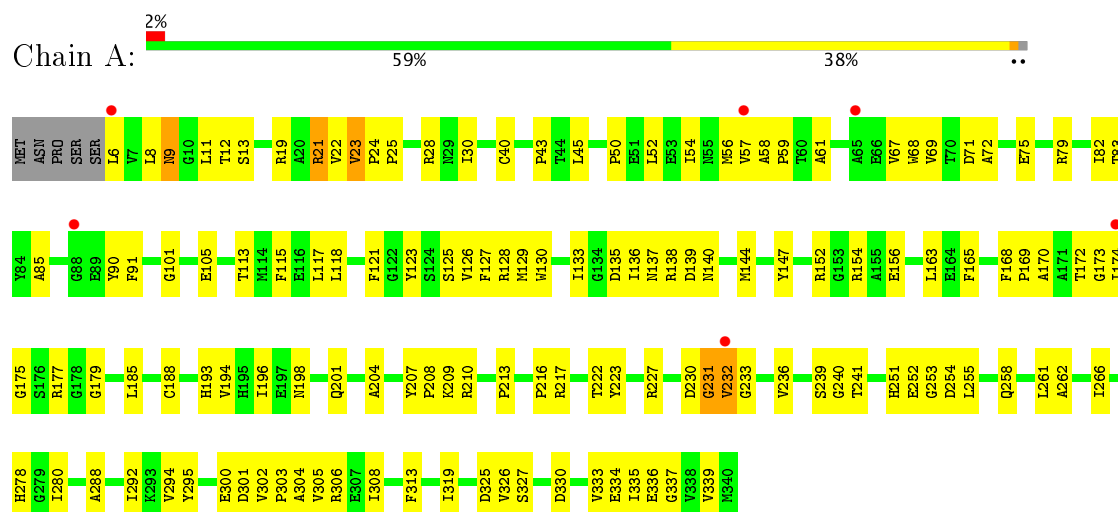 2%
Chain A:
59% 38% ••
MET ASN PRO SER SER L6 V7 L8 N9 G10 L11 T12 S13 R19 A20 R21 V22 V23 P24 P25 R28 N29 I30 C40 P43 T44 L45 P50 E51 L52 E53 I54 N55 M56 V57 A58 P59 T60 A61 A65 E66 V67 W68 V69 T70 D71 A72 E75 R79 I82 T83
Y84 A85 G88 E89 Y90 F91 G101 E105 T113 M114 F115 E116 L117 L118 F121 G122 Y123 S124 S125 V126 F127 R128 M129 W130 I133 G134 D135 I136 N137 R138 D139 N140 M144 Y147 R152 G153 R154 A155 E156 L163 E164 F165 F168 P169 A170 A171 T172 G173 I174
G175 S176 R177 G178 G179 L185 C188 H193 V194 H195 I196 E197 N198 Q201 A204 Y207 P208 K209 R210 P213 P216 R217 T222 Y223 R227 D230 G231 V232 G233 V236 S239 G240 T241 H251 E252 G253 D254 L255 Q258 L261 A262 I266
H278 G279 I280 A288 I292 K293 V294 Y295 E300 D301 V302 P303 A304 V305 R306 E307 I308 F313 I319 D325 V326 S327 D330 V333 E334 I335 E336 G337 V338 V339 M340